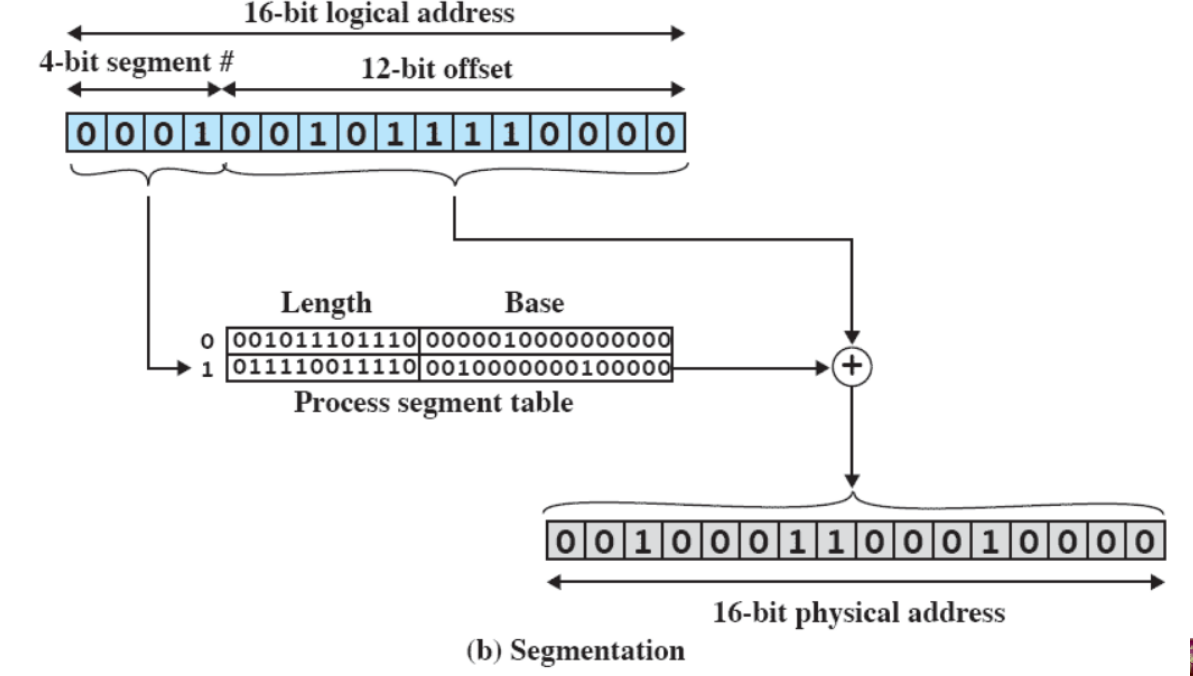 16-bit logical address
4-bit segment #
12-bit offset
0 0 0 1 0 0 1 0 1 1 1 1 0 0 0 0
Length Base
0 001011101110 0000010000000000
1 011110011110 0010000000100000
Process segment table
+
0 0 1 0 0 0 1 1 0 0 0 1 0 0 0 0
16-bit physical address
(b) Segmentation